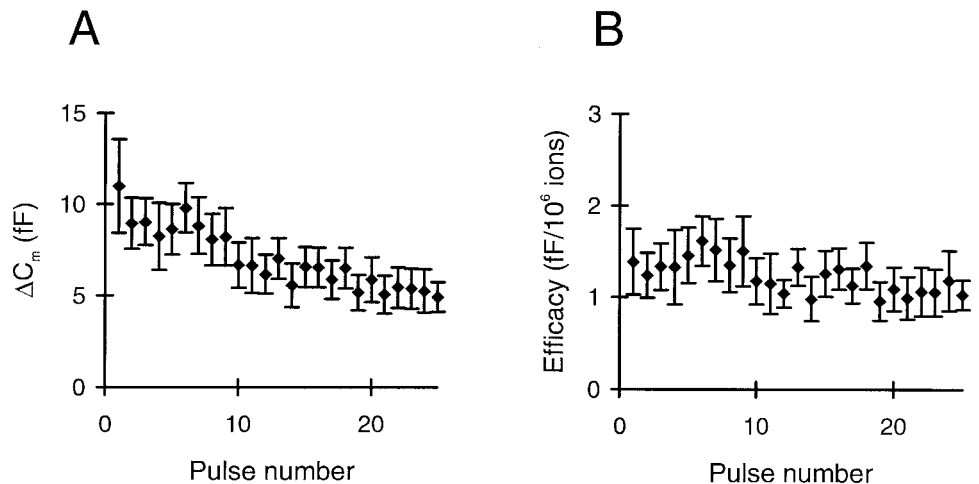 A
ΔCm (fF)
15
10
5
0
0 10 20
Pulse number
B
Efficacy (fF/10⁶ ions)
3
2
1
0
0 10 20
Pulse number